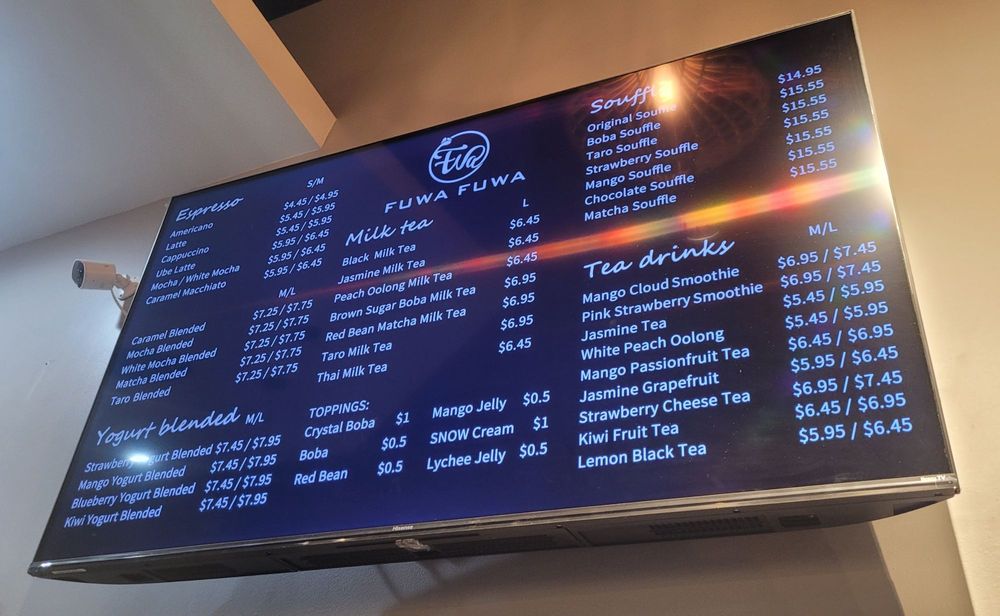 Espresso S/M
Americano $4.45 / $4.95
Latte $5.45 / $5.95
Cappuccino $5.45 / $5.95
Ube Latte $5.95 / $6.45
Mocha / White Mocha $5.95 / $6.45
Caramel Macchiato $5.95 / $6.45
M/L
Caramel Blended $7.25 / $7.75
Mocha Blended $7.25 / $7.75
White Mocha Blended $7.25 / $7.75
Matcha Blended $7.25 / $7.75
Taro Blended $7.25 / $7.75
Yogurt blended M/L
Strawberry Yogurt Blended $7.45 / $7.95
Mango Yogurt Blended $7.45 / $7.95
Blueberry Yogurt Blended $7.45 / $7.95
Kiwi Yogurt Blended $7.45 / $7.95
Fwa
FUWA FUWA
Milk tea L
Black Milk Tea $6.45
Jasmine Milk Tea $6.45
Peach Oolong Milk Tea $6.45
Brown Sugar Boba Milk Tea $6.95
Red Bean Matcha Milk Tea $6.95
Taro Milk Tea $6.95
Thai Milk Tea $6.45
TOPPINGS:
Crystal Boba $1 Mango Jelly $0.5
Boba $0.5 SNOW Cream $1
Red Bean $0.5 Lychee Jelly $0.5
Souffle
Original Souffle $14.95
Boba Souffle $15.55
Taro Souffle $15.55
Strawberry Souffle $15.55
Mango Souffle $15.55
Chocolate Souffle $15.55
Matcha Souffle $15.55
Tea drinks M/L
Mango Cloud Smoothie $6.95 / $7.45
Pink Strawberry Smoothie $6.95 / $7.45
Jasmine Tea $5.45 / $5.95
White Peach Oolong $5.45 / $5.95
Mango Passionfruit Tea $6.45 / $6.95
Jasmine Grapefruit $5.95 / $6.45
Strawberry Cheese Tea $6.95 / $7.45
Kiwi Fruit Tea $6.45 / $6.95
Lemon Black Tea $5.95 / $6.45
Hisense
Roku TV